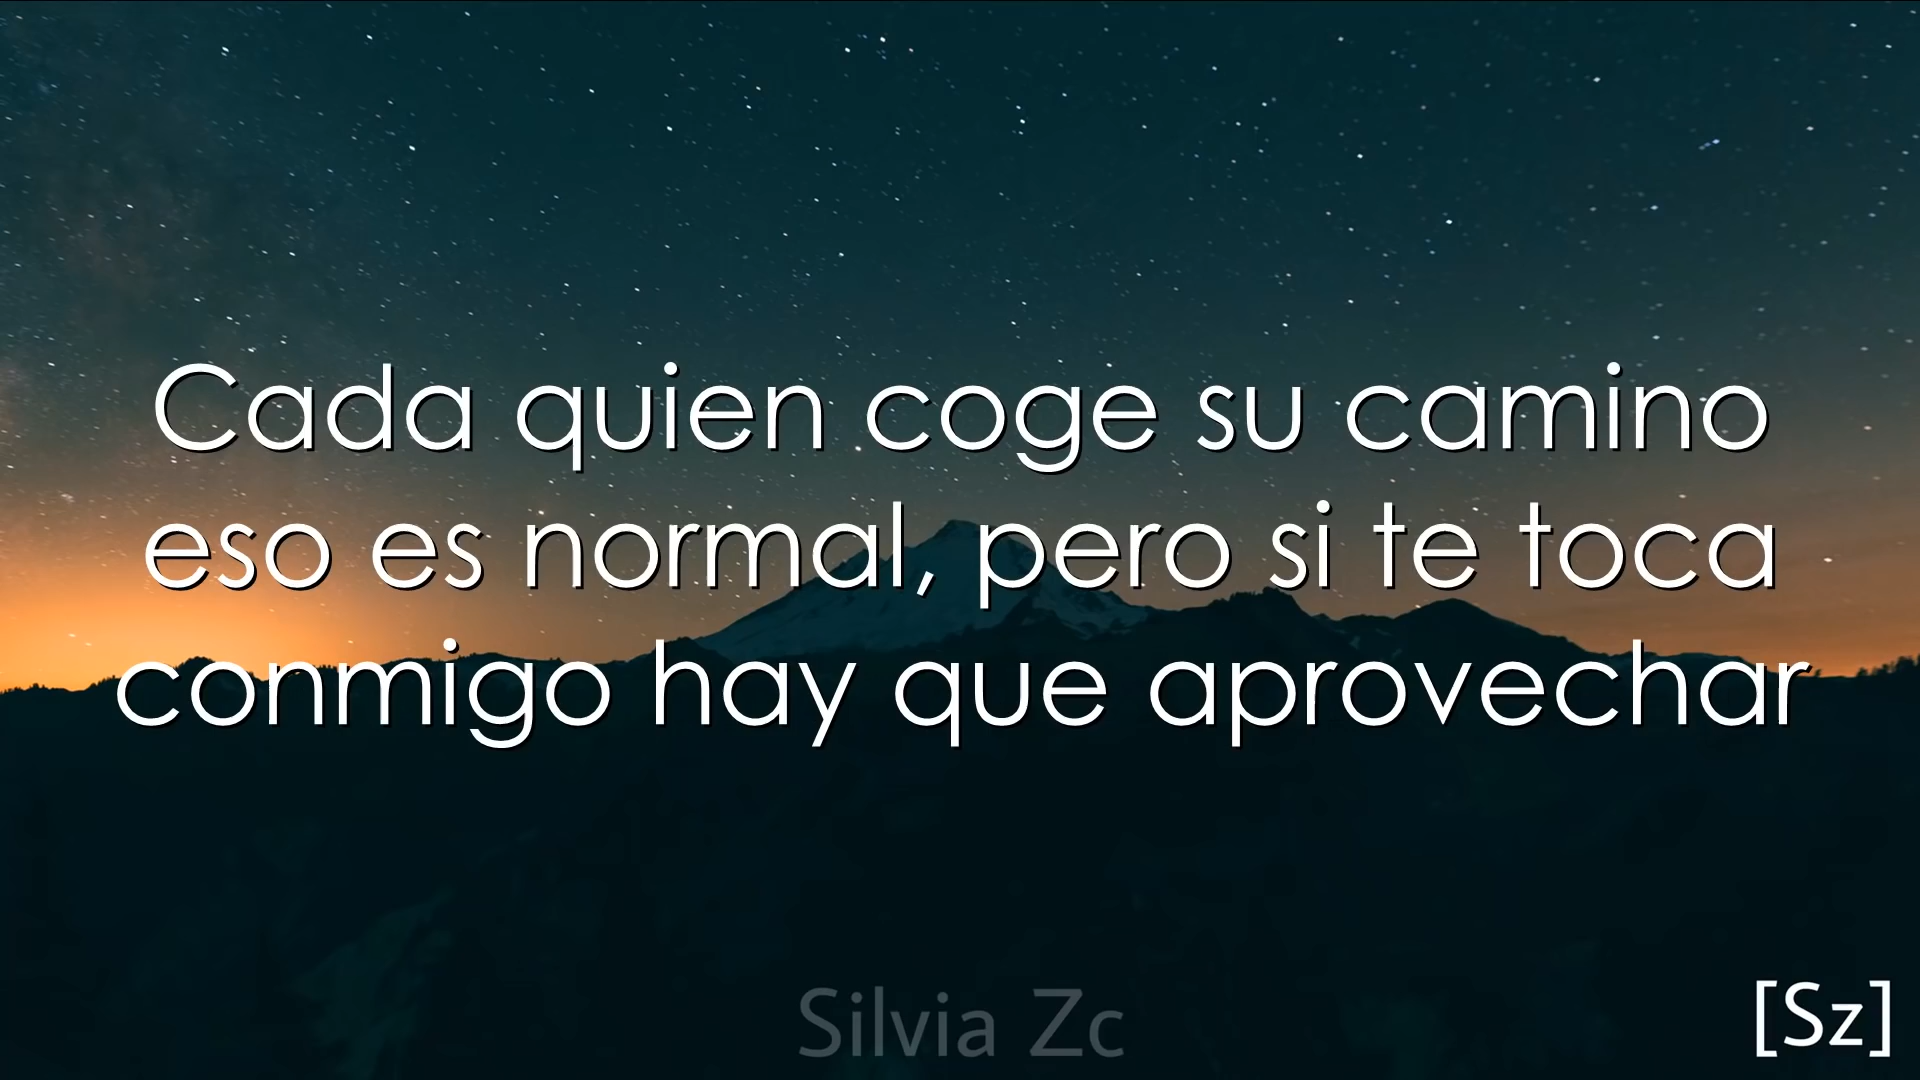 Cada quien coge su camino
eso es normal, pero si te toca
conmigo hay que aprovechar
Silvia Zc
[Sz]